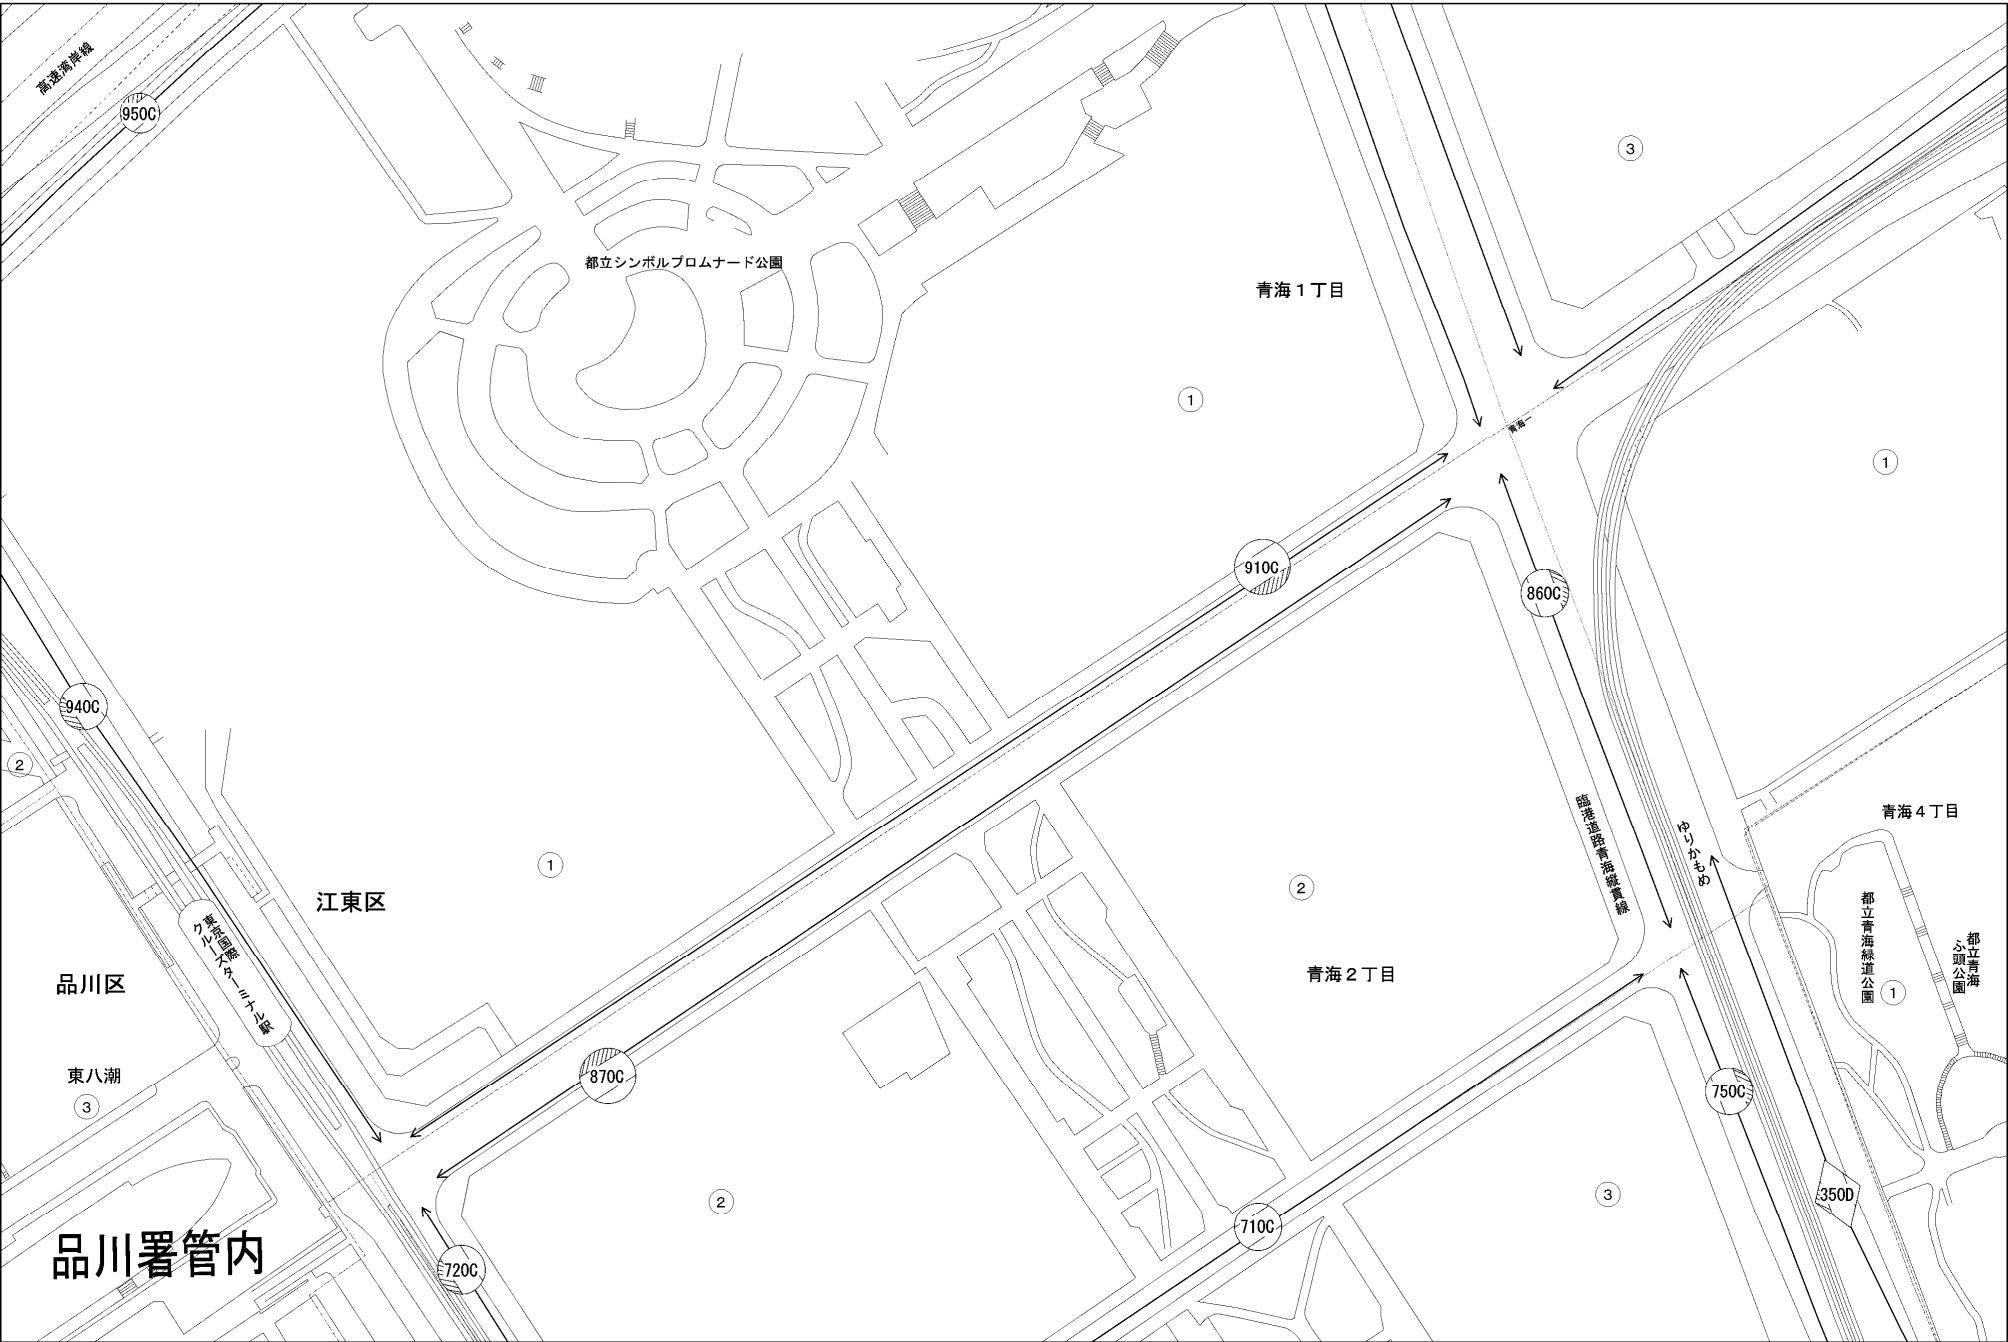 高速湾岸線
950C
3
都立シンボルプロムナード公園
青海1丁目
1
青海一
1
910C
860C
940C
2
臨港道路青海縦貫線
ゆりかもめ
青海4丁目
1
江東区
2
都立青海緑道公園
都立青海
ふ頭公園
東京国際
クルーズターミナル駅
品川区
青海2丁目
1
東八潮
3
870C
750C
2
3
350D
710C
品川署管内
720C